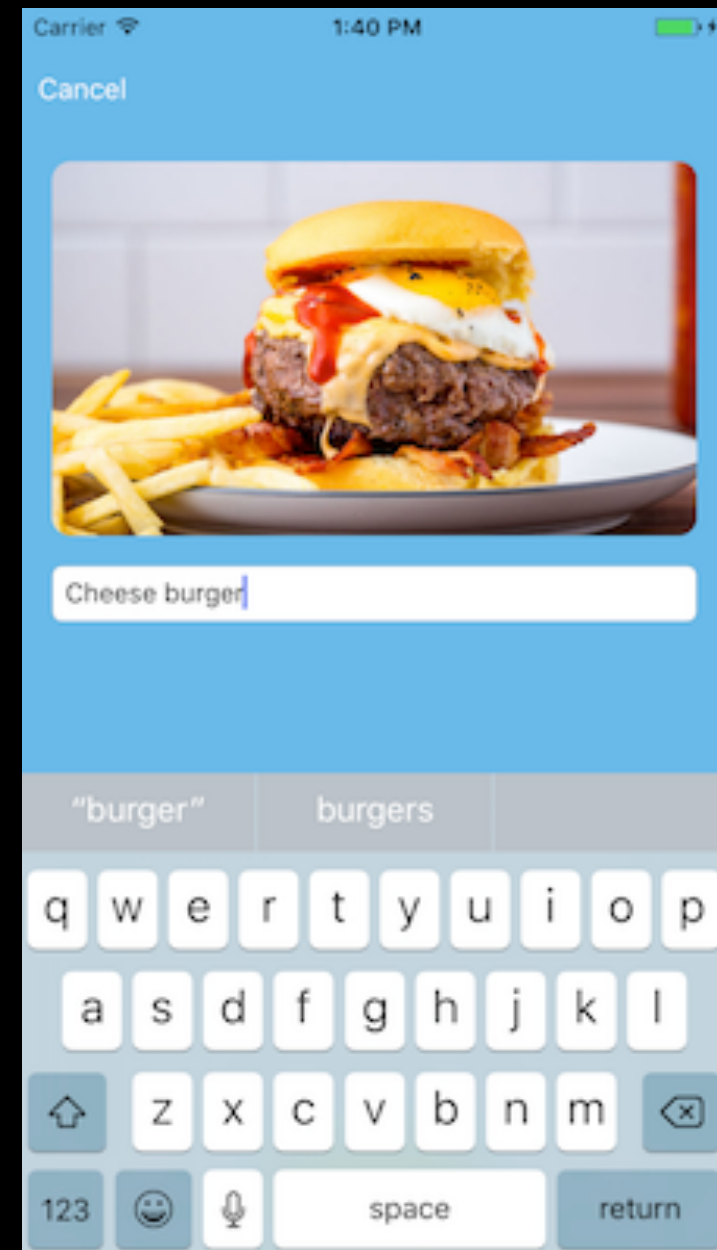 Carrier 1:40 PM
Cancel
Cheese burger
“burger” burgers
q w e r t y u i o p
a s d f g h j k l
z x c v b n m
123 space return